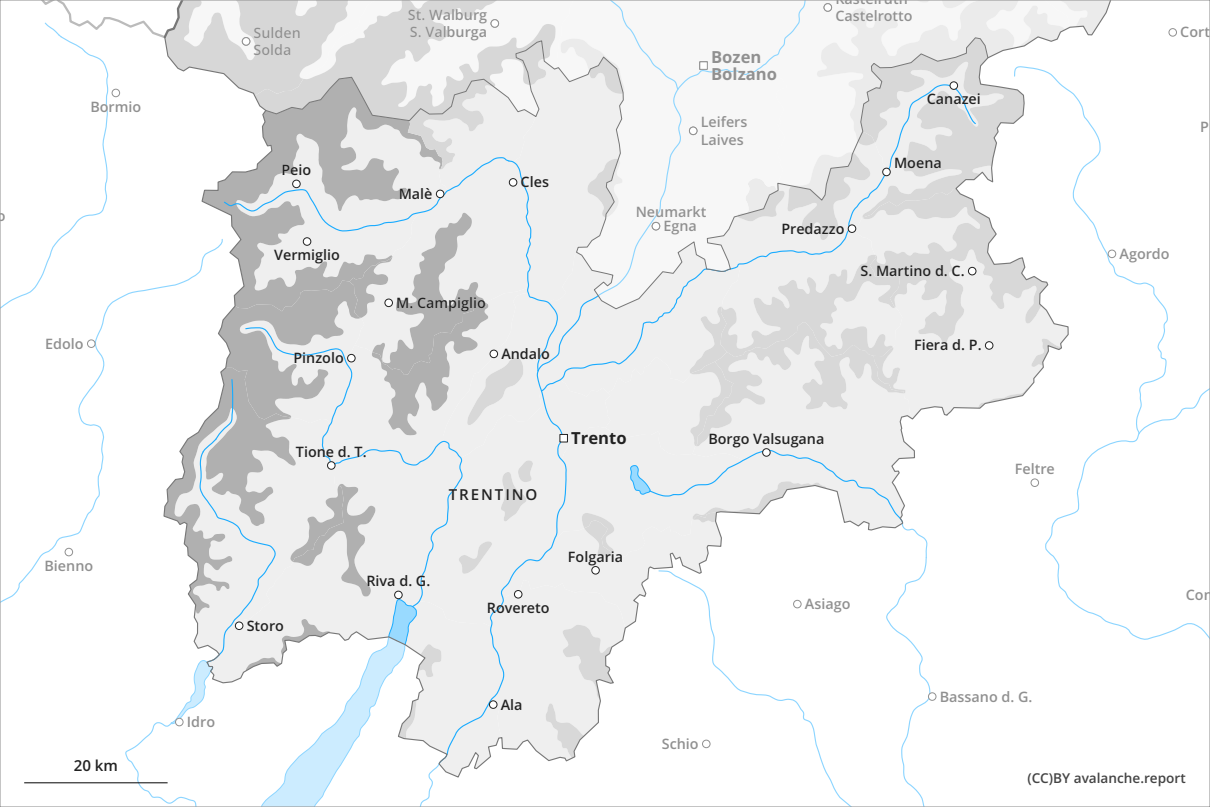 Kastelruth
Castelrotto
St. Walburg
S. Valburga
Sulden
Solda
Cort
Bozen
Bolzano
Bormio
Canazei
Leifers
Laives
P
Moena
Peio
Malè
Cles
Neumarkt
Egna
Predazzo
Vermiglio
Agordo
S. Martino d. C.
M. Campiglio
Edolo
Pinzolo
Andalo
Fiera d. P.
Trento
Borgo Valsugana
Tione d. T.
Feltre
TRENTINO
Bienno
Folgaria
Riva d. G.
Cor
Rovereto
Asiago
Storo
Bassano d. G.
Ala
Idro
Schio
20 km
(CC)BY avalanche.report